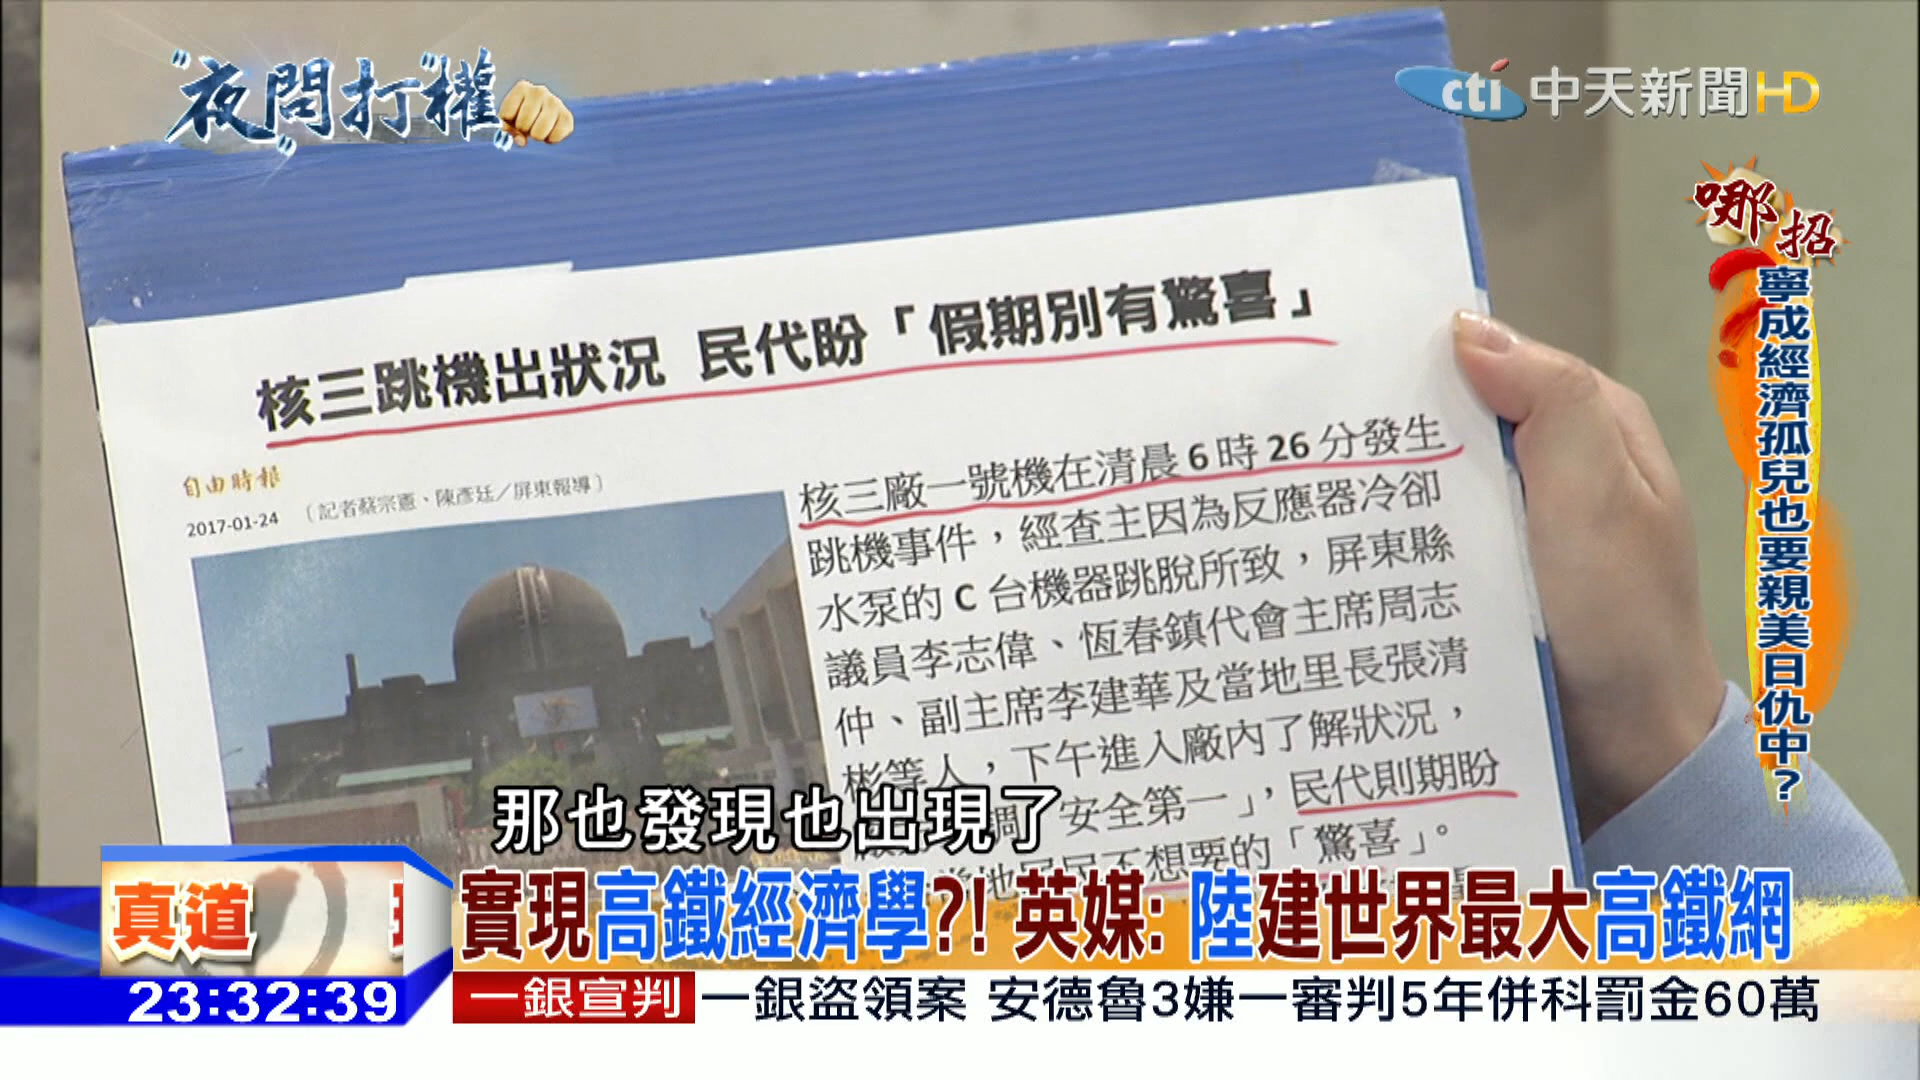 "夜"問打"權"
cti 中天新聞HD
哪招
寧成經濟孤兒也要親美日仇中?
核三跳機出狀況 民代盼「假期別有驚喜」
自由時報
2017-01-24 〔記者蔡宗憲、陳彥廷／屏東報導〕
核三廠一號機在清晨6時26分發生
跳機事件，經查主因為反應器冷卻
水泵的C台機器跳脫所致，屏東縣
議員李志偉、恆春鎮代會主席周志
仲、副主席李建華及當地里長張清
彬等人，下午進入廠內了解狀況，
調「安全第一」，民代則期盼
當地居民不想要的「驚喜」。
那也發現也出現了
真道
實現高鐵經濟學?! 英媒: 陸建世界最大高鐵網
23:32:39
一銀宣判 一銀盜領案 安德魯3嫌一審判5年併科罰金60萬